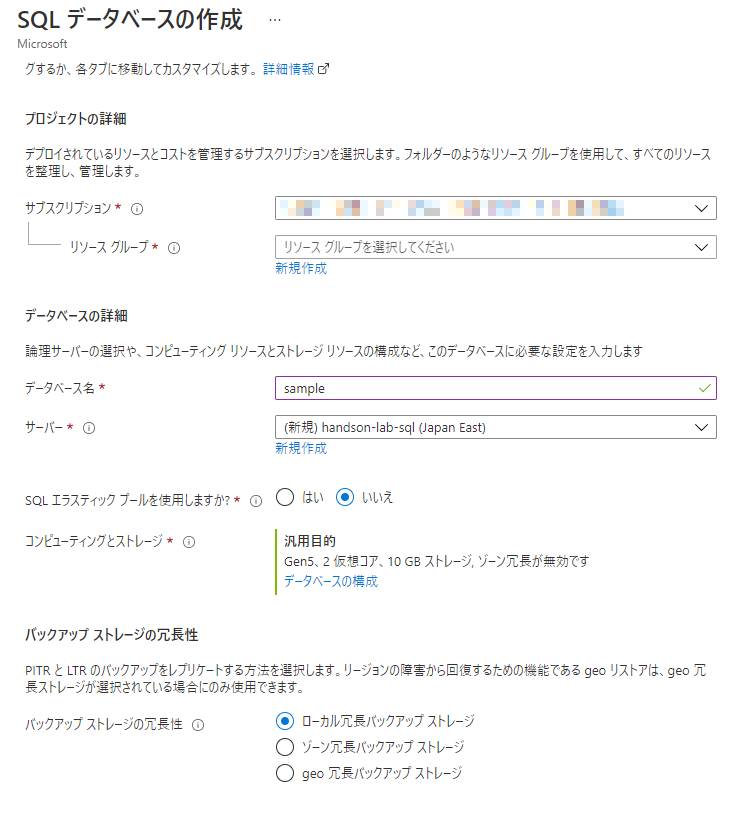 SQL データベースの作成 …
Microsoft
グするか、各タブに移動してカスタマイズします。 詳細情報
プロジェクトの詳細
デプロイされているリソースとコストを管理するサブスクリプションを選択します。フォルダーのようなリソース グループを使用して、すべてのリソース
を整理し、管理します。
サブスクリプション *
リソース グループ *
リソース グループを選択してください
新規作成
データベースの詳細
論理サーバーの選択や、コンピューティング リソースとストレージ リソースの構成など、このデータベースに必要な設定を入力します
データベース名 *
sample
サーバー *
(新規) handson-lab-sql (Japan East)
新規作成
SQL エラスティック プールを使用しますか? *
はい
いいえ
コンピューティングとストレージ *
汎用目的
Gen5、2 仮想コア、10 GB ストレージ, ゾーン冗長が無効です
データベースの構成
バックアップ ストレージの冗長性
PITR と LTR のバックアップをレプリケートする方法を選択します。リージョンの障害から回復するための機能である geo リストアは、geo 冗
長ストレージが選択されている場合にのみ使用できます。
バックアップ ストレージの冗長性
ローカル冗長バックアップ ストレージ
ゾーン冗長バックアップ ストレージ
geo 冗長バックアップ ストレージ